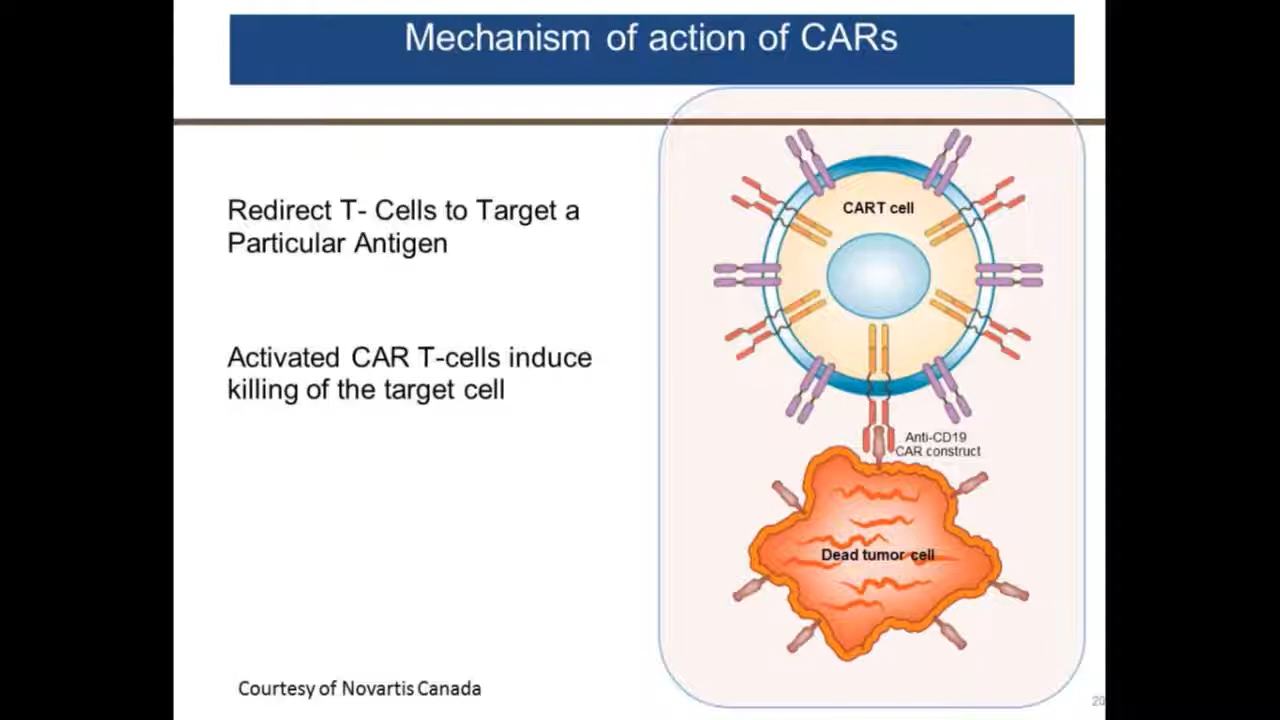 Mechanism of action of CARs
Redirect T- Cells to Target a
Particular Antigen
Activated CAR T-cells induce
killing of the target cell
CART cell
Anti-CD19
CAR construct
Dead tumor cell
Courtesy of Novartis Canada
20